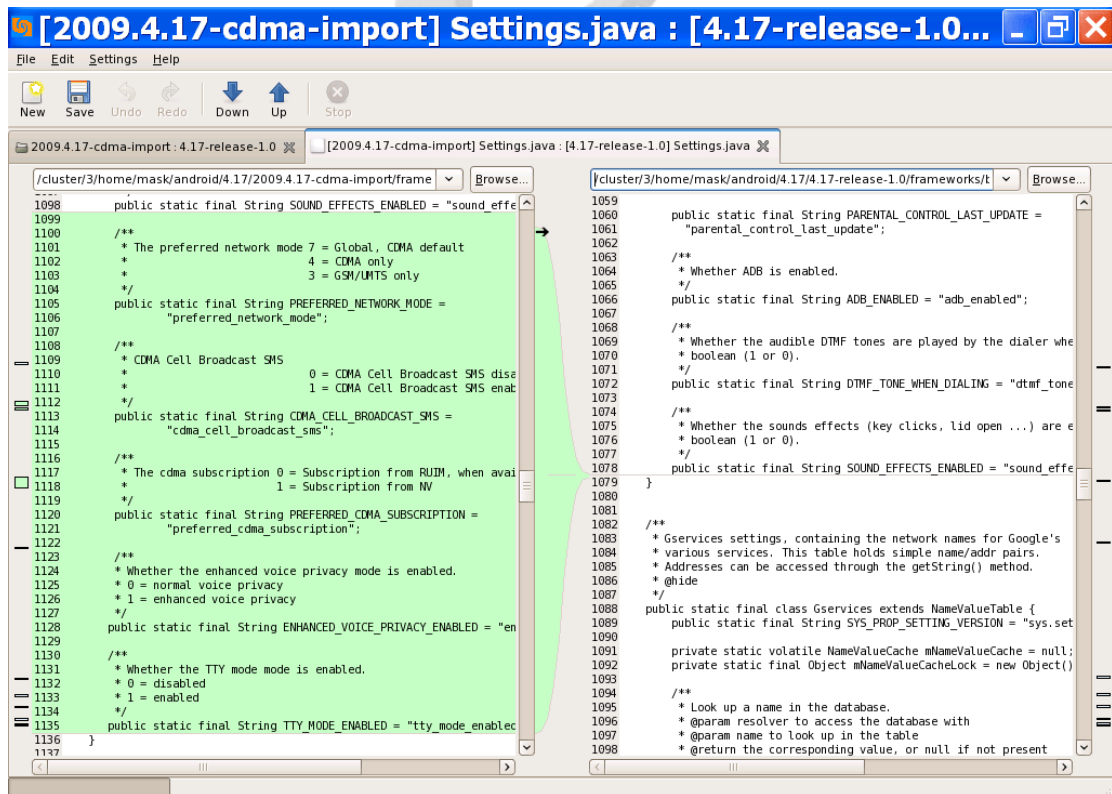 [2009.4.17-cdma-import] Settings.java : [4.17-release-1.0...
File Edit Settings Help
New Save Undo Redo Down Up Stop
2009.4.17-cdma-import : 4.17-release-1.0
[2009.4.17-cdma-import] Settings.java : [4.17-release-1.0] Settings.java
/cluster/3/home/mask/android/4.17/2009.4.17-cdma-import/frame
Browse...
1098 public static final String SOUND_EFFECTS_ENABLED = "sound_effe
1099
1100 /**
1101 * The preferred network mode 7 = Global, CDMA default
1102 * 4 = CDMA only
1103 * 3 = GSM/UMTS only
1104 */
1105 public static final String PREFERRED_NETWORK_MODE =
1106 "preferred_network_mode";
1107
1108 /**
1109 * CDMA Cell Broadcast SMS
1110 * 0 = CDMA Cell Broadcast SMS disa
1111 * 1 = CDMA Cell Broadcast SMS enab
1112 */
1113 public static final String CDMA_CELL_BROADCAST_SMS =
1114 "cdma_cell_broadcast_sms";
1115
1116 /**
1117 * The cdma subscription 0 = Subscription from RUIM, when avai
1118 * 1 = Subscription from NV
1119 */
1120 public static final String PREFERRED_CDMA_SUBSCRIPTION =
1121 "preferred_cdma_subscription";
1122
1123 /**
1124 * Whether the enhanced voice privacy mode is enabled.
1125 * 0 = normal voice privacy
1126 * 1 = enhanced voice privacy
1127 */
1128 public static final String ENHANCED_VOICE_PRIVACY_ENABLED = "en
1129
1130 /**
1131 * Whether the TTY mode mode is enabled.
1132 * 0 = disabled
1133 * 1 = enabled
1134 */
1135 public static final String TTY_MODE_ENABLED = "tty_mode_enabled
1136 }
1137
/cluster/3/home/mask/android/4.17/4.17-release-1.0/frameworks/b
Browse...
1059
1060 public static final String PARENTAL_CONTROL_LAST_UPDATE =
1061 "parental_control_last_update";
1062
1063 /**
1064 * Whether ADB is enabled.
1065 */
1066 public static final String ADB_ENABLED = "adb_enabled";
1067
1068 /**
1069 * Whether the audible DTMF tones are played by the dialer whe
1070 * boolean (1 or 0).
1071 */
1072 public static final String DTMF_TONE_WHEN_DIALING = "dtmf_tone
1073
1074 /**
1075 * Whether the sounds effects (key clicks, lid open ...) are e
1076 * boolean (1 or 0).
1077 */
1078 public static final String SOUND_EFFECTS_ENABLED = "sound_effe
1079 }
1080
1081
1082 /**
1083 * Gservices settings, containing the network names for Google's
1084 * various services. This table holds simple name/addr pairs.
1085 * Addresses can be accessed through the getString() method.
1086 * @hide
1087 */
1088 public static final class Gservices extends NameValueTable {
1089 public static final String SYS_PROP_SETTING_VERSION = "sys.set
1090
1091 private static volatile NameValueCache mNameValueCache = null;
1092 private static final Object mNameValueCacheLock = new Object()
1093
1094 /**
1095 * Look up a name in the database.
1096 * @param resolver to access the database with
1097 * @param name to look up in the table
1098 * @return the corresponding value, or null if not present